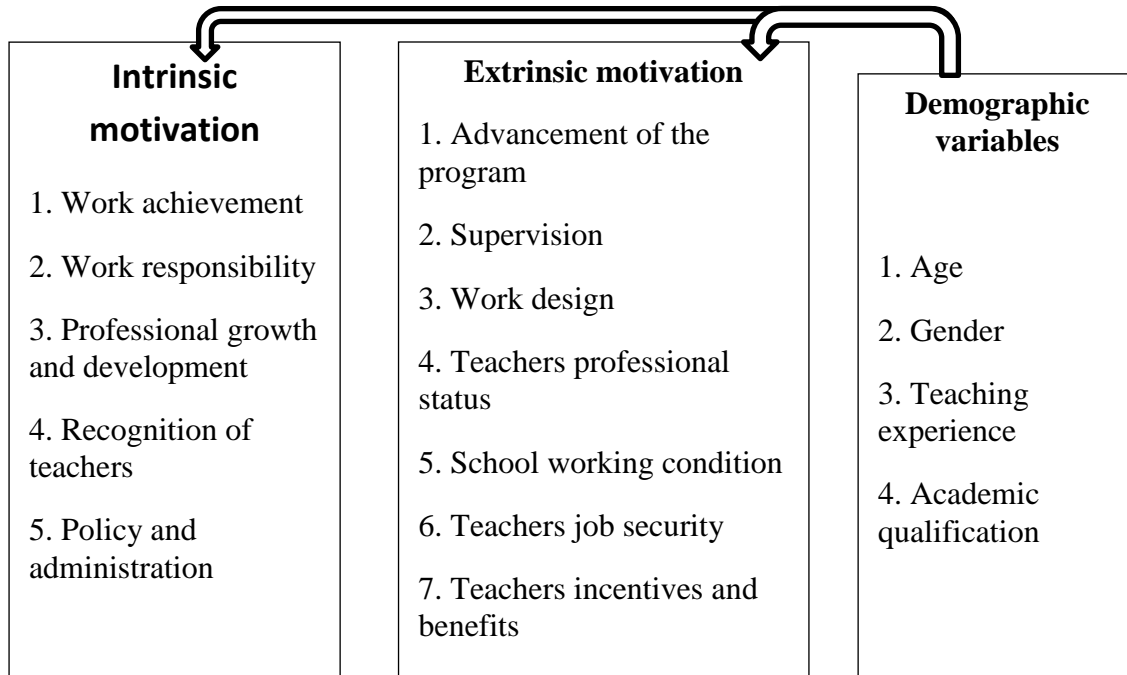 Intrinsic
motivation
1. Work achievement
2. Work responsibility
3. Professional growth
and development
4. Recognition of
teachers
5. Policy and
administration
Extrinsic motivation
1. Advancement of the
program
2. Supervision
3. Work design
4. Teachers professional
status
5. School working condition
6. Teachers job security
7. Teachers incentives and
benefits
Demographic
variables
1. Age
2. Gender
3. Teaching
experience
4. Academic
qualification